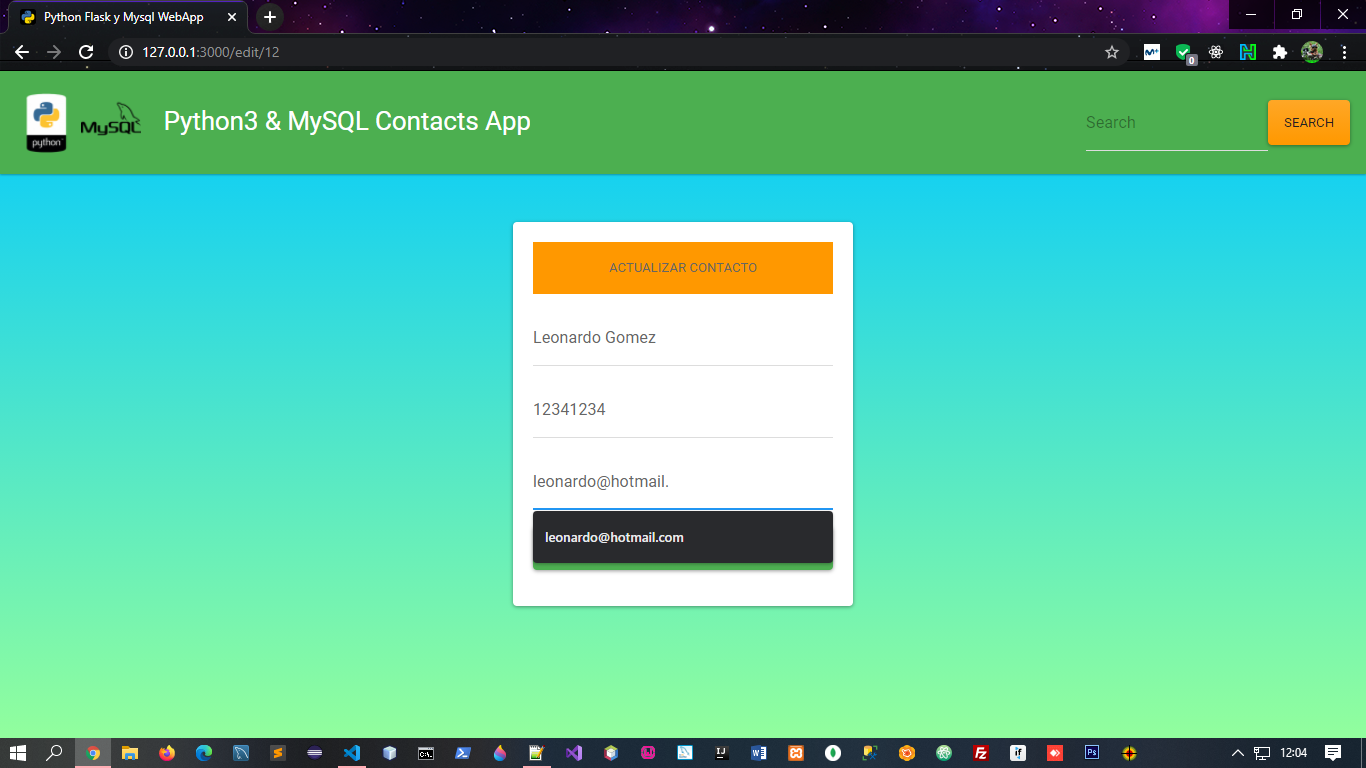 Python Flask y Mysql WebApp
127.0.0.1:3000/edit/12
0
python
MySQL
Python3 & MySQL Contacts App
Search
SEARCH
ACTUALIZAR CONTACTO
Leonardo Gomez
12341234
leonardo@hotmail.
leonardo@hotmail.com
12:04